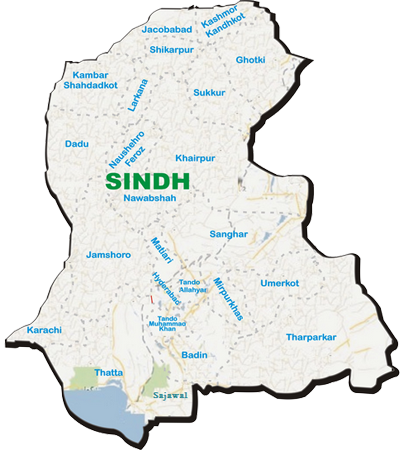 Kashmor
Kandhkot
Jacobabad
Shikarpur
Ghotki
Kambar
Shahdadkot
Larkana
Sukkur
Dadu
Naushehro
Feroz
Khairpur
SINDH
Nawabshah
Sanghar
Matiari
Jamshoro
Hyderabad
Tando
Allahyar
Mirpurkhas
Umerkot
Tando
Muhammad
Khan
Karachi
Tharparkar
Badin
Thatta
Sajawal